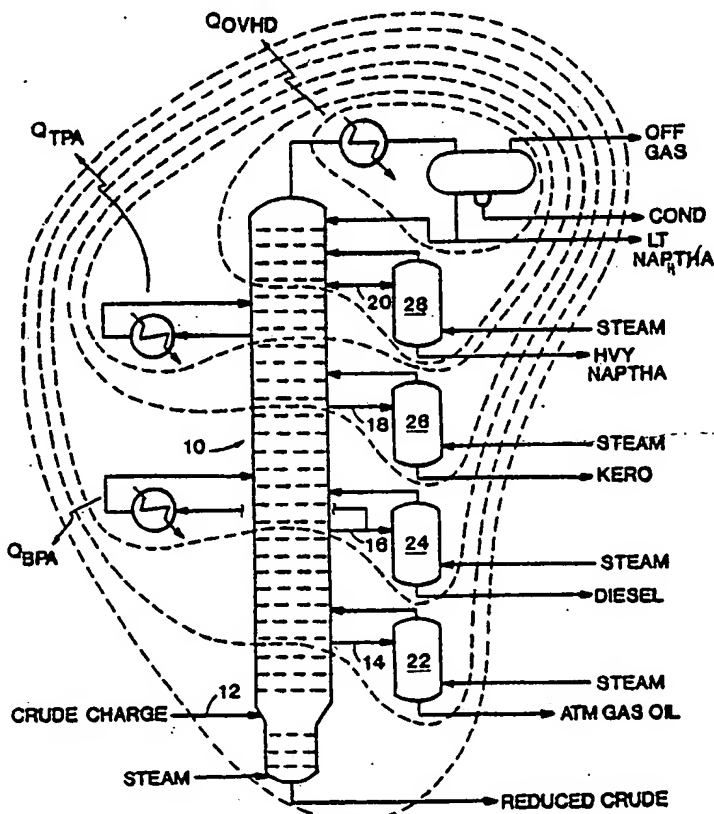 QOVHD
QTPA
OFF
GAS
COND
LT
NAPTHA
H
20
28
STEAM
HVY
NAPTHA
10
18
26
STEAM
KERO
QBPA
16
24
STEAM
DIESEL
14
22
STEAM
12
CRUDE CHARGE
ATM GAS OIL
STEAM
REDUCED CRUDE